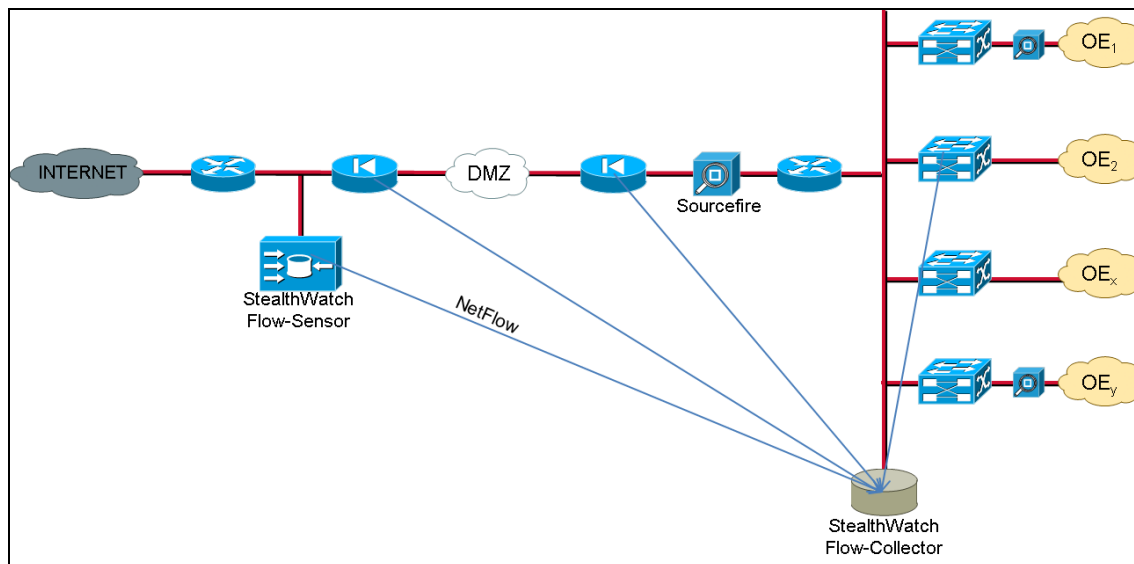 OE1
INTERNET
DMZ
OE2
Sourcefire
StealthWatch
Flow-Sensor
NetFlow
OEx
OEy
StealthWatch
Flow-Collector